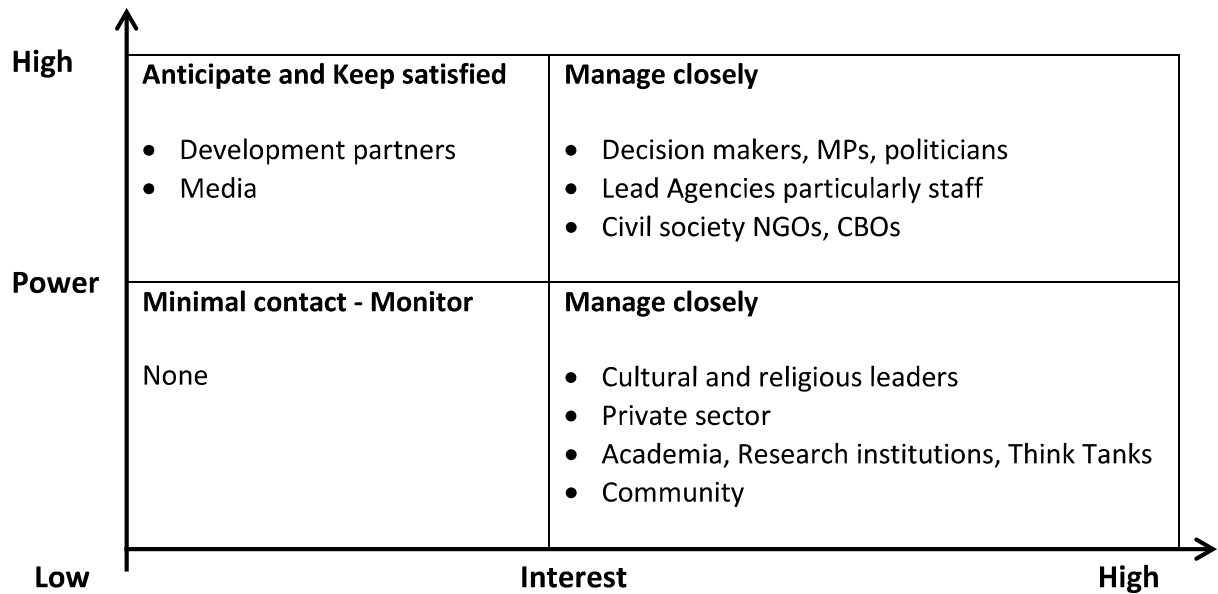 High
Anticipate and Keep satisfied
• Development partners
• Media
Manage closely
• Decision makers, MPs, politicians
• Lead Agencies particularly staff
• Civil society NGOs, CBOs
Power
Minimal contact - Monitor
None
Manage closely
• Cultural and religious leaders
• Private sector
• Academia, Research institutions, Think Tanks
• Community
Low
Interest
High